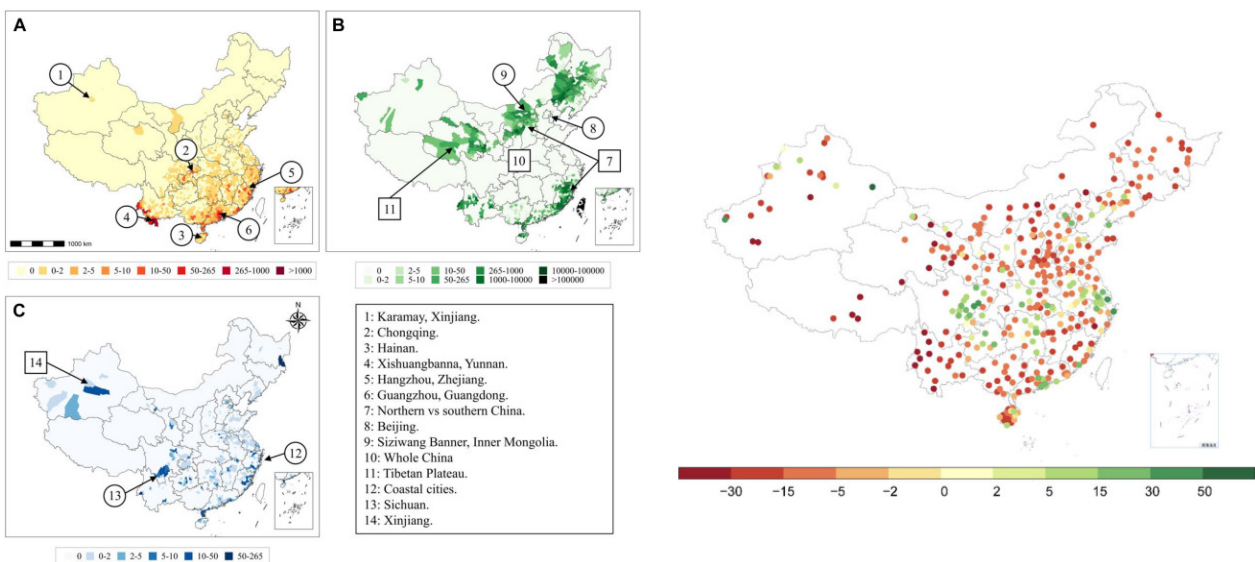 A
1
2
3
4
5
6
1000 km
0 0-2 2-5 5-10 10-50 50-265 265-1000 >1000
B
7
8
9
10
11
0 2-5 10-50 265-1000 10000-100000
0-2 5-10 50-265 1000-10000 >100000
C
N
12
13
14
0 0-2 2-5 5-10 10-50 50-265
1: Karamay, Xinjiang.
2: Chongqing.
3: Hainan.
4: Xishuangbanna, Yunnan.
5: Hangzhou, Zhejiang.
6: Guangzhou, Guangdong.
7: Northern vs southern China.
8: Beijing.
9: Siziwang Banner, Inner Mongolia.
10: Whole China
11: Tibetan Plateau.
12: Coastal cities.
13: Sichuan.
14: Xinjiang.
−30 −15 −5 −2 0 2 5 15 30 50